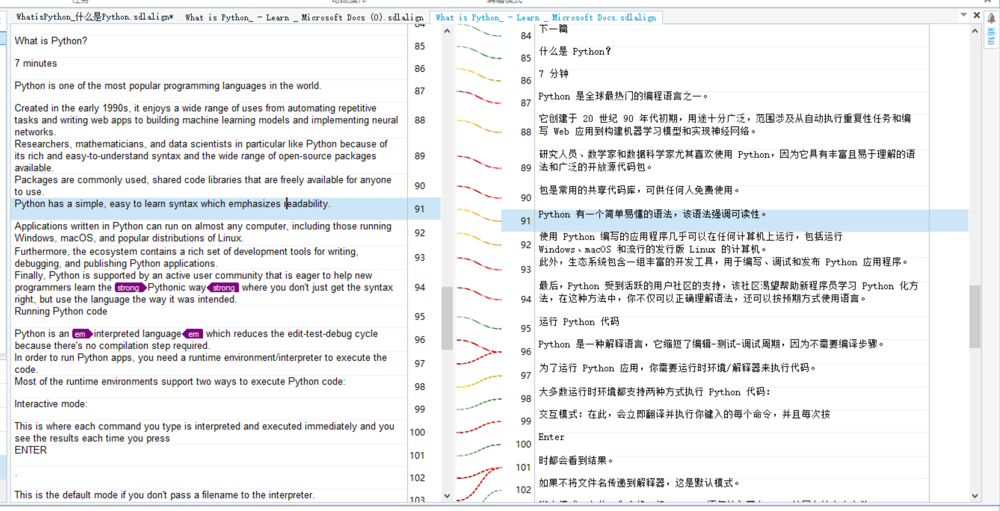 任务
句段操作
编辑模式
WhatisPython_什么是Python.sdlalign* What is Python_ - Learn _ Microsoft Docs (0).sdlalign What is Python_ - Learn _ Microsoft Docs.sdlalign
通知
84
What is Python?
85
7 minutes
86
Python is one of the most popular programming languages in the world.
87
Created in the early 1990s, it enjoys a wide range of uses from automating repetitive
tasks and writing web apps to building machine learning models and implementing neural
networks.
88
Researchers, mathematicians, and data scientists in particular like Python because of
its rich and easy-to-understand syntax and the wide range of open-source packages
available.
89
Packages are commonly used, shared code libraries that are freely available for anyone
to use.
90
Python has a simple, easy to learn syntax which emphasizes readability.
91
Applications written in Python can run on almost any computer, including those running
Windows, macOS, and popular distributions of Linux.
92
Furthermore, the ecosystem contains a rich set of development tools for writing,
debugging, and publishing Python applications.
93
Finally, Python is supported by an active user community that is eager to help new
programmers learn the strong Pythonic way strong where you don't just get the syntax
right, but use the language the way it was intended.
94
Running Python code
95
Python is an em interpreted language em which reduces the edit-test-debug cycle
because there's no compilation step required.
96
In order to run Python apps, you need a runtime environment/interpreter to execute the
code.
97
Most of the runtime environments support two ways to execute Python code:
98
Interactive mode:
99
This is where each command you type is interpreted and executed immediately and you
see the results each time you press
100
ENTER
101
.
102
This is the default mode if you don't pass a filename to the interpreter.
103
下一篇
84
什么是 Python？
85
7 分钟
86
Python 是全球最热门的编程语言之一。
87
它创建于 20 世纪 90 年代初期，用途十分广泛，范围涉及从自动执行重复性任务和编
写 Web 应用到构建机器学习模型和实现神经网络。
88
研究人员、数学家和数据科学家尤其喜欢使用 Python，因为它具有丰富且易于理解的语
法和广泛的开放源代码包。
89
包是常用的共享代码库，可供任何人免费使用。
90
Python 有一个简单易懂的语法，该语法强调可读性。
91
使用 Python 编写的应用程序几乎可以在任何计算机上运行，包括运行
Windows、macOS 和流行的发行版 Linux 的计算机。
92
此外，生态系统包含一组丰富的开发工具，用于编写、调试和发布 Python 应用程序。
93
最后，Python 受到活跃的用户社区的支持，该社区渴望帮助新程序员学习 Python 化方
法，在这种方法中，你不仅可以正确理解语法，还可以按预期方式使用语言。
94
运行 Python 代码
95
Python 是一种解释语言，它缩短了编辑-测试-调试周期，因为不需要编译步骤。
96
为了运行 Python 应用，你需要运行时环境/解释器来执行代码。
97
大多数运行时环境都支持两种方式执行 Python 代码：
98
交互模式：在此，会立即翻译并执行你键入的每个命令，并且每次按
99
Enter
100
时都会看到结果。
101
如果不将文件名传递到解释器，这是默认模式。
102